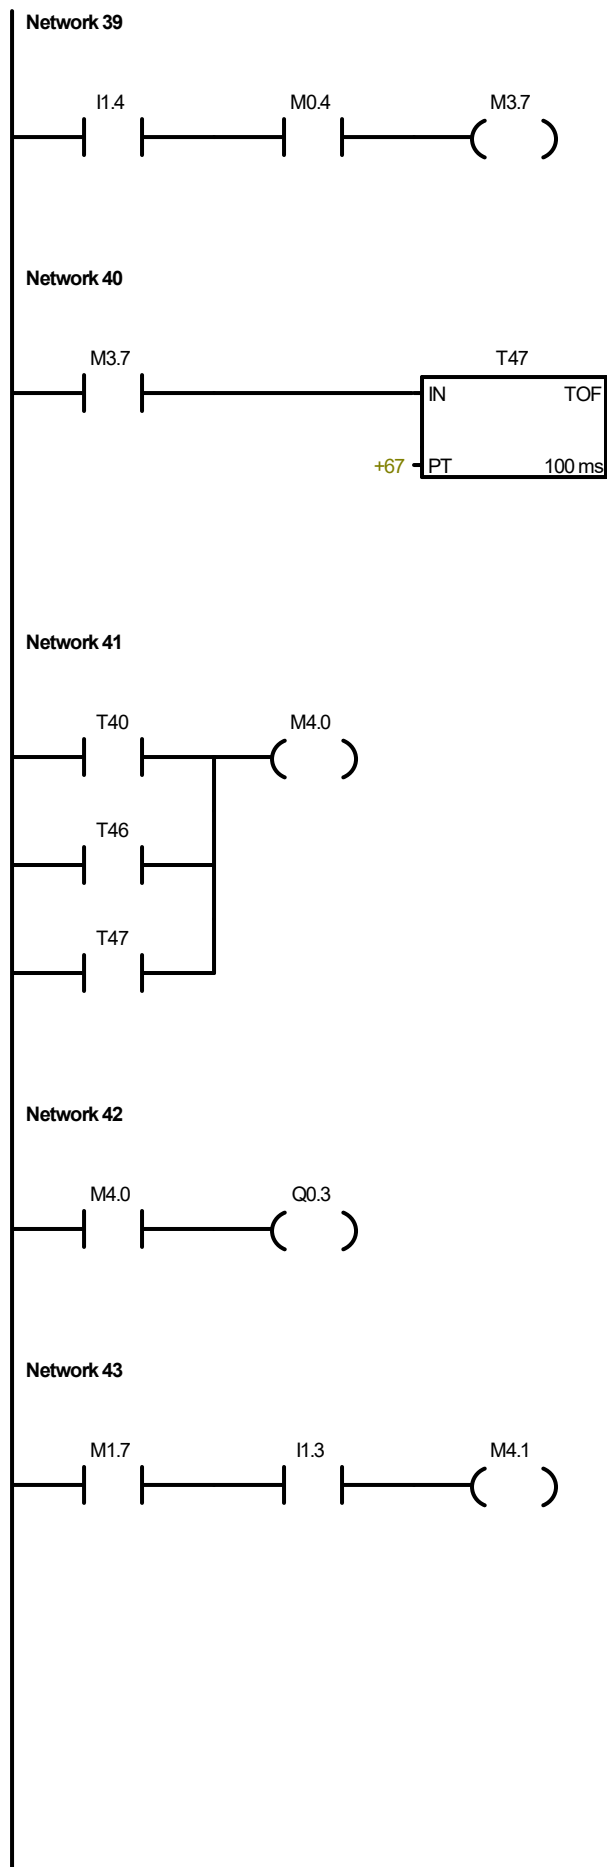 Network 39
I1.4 M0.4 M3.7
Network 40
M3.7 T47
IN TOF
+67 PT 100 ms
Network 41
T40 M4.0
T46
T47
Network 42
M4.0 Q0.3
Network 43
M1.7 I1.3 M4.1